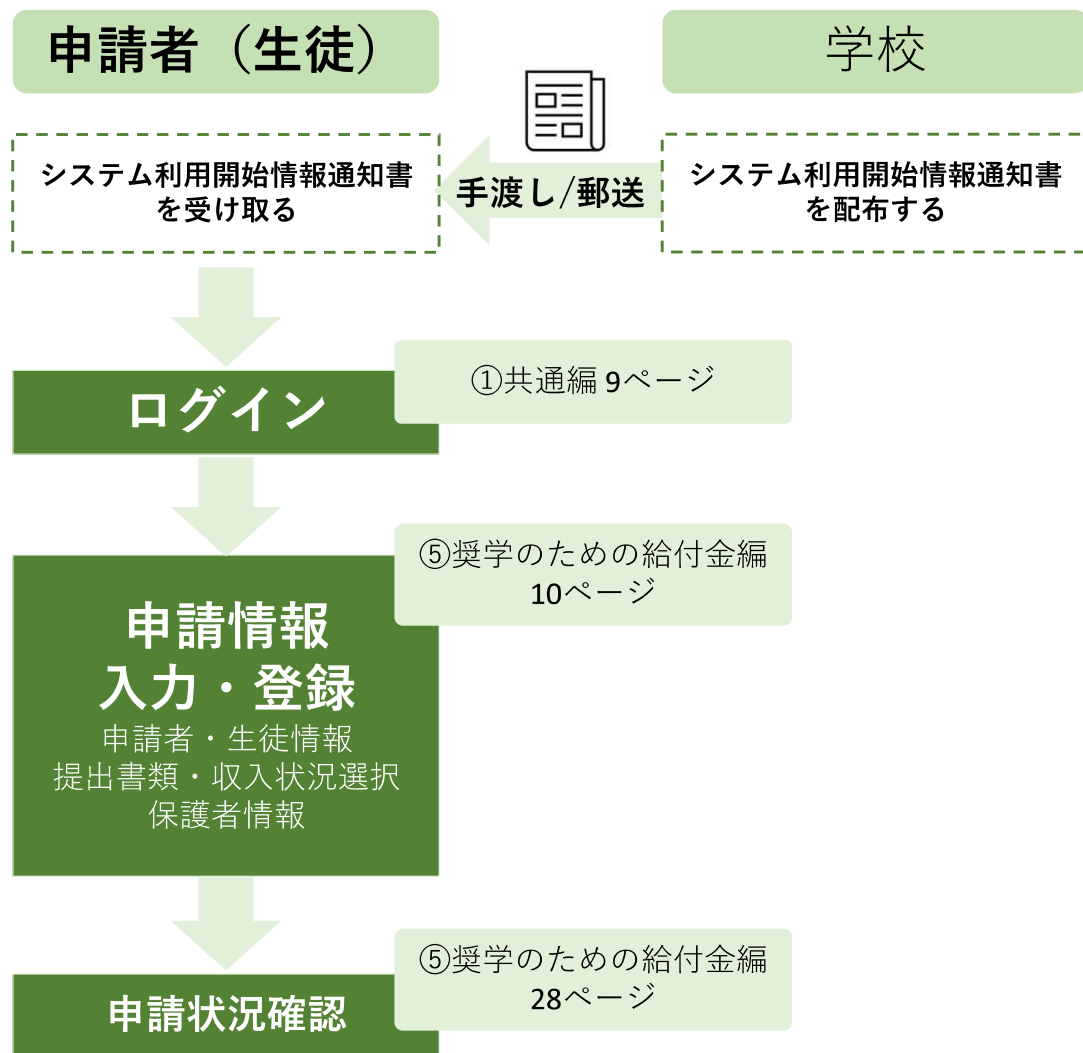 申請者（生徒）
学校
システム利用開始情報通知書
を受け取る
手渡し/郵送
システム利用開始情報通知書
を配布する
ログイン
①共通編 9ページ
申請情報
入力・登録
申請者・生徒情報
提出書類・収入状況選択
保護者情報
⑤奨学のための給付金編
10ページ
申請状況確認
⑤奨学のための給付金編
28ページ